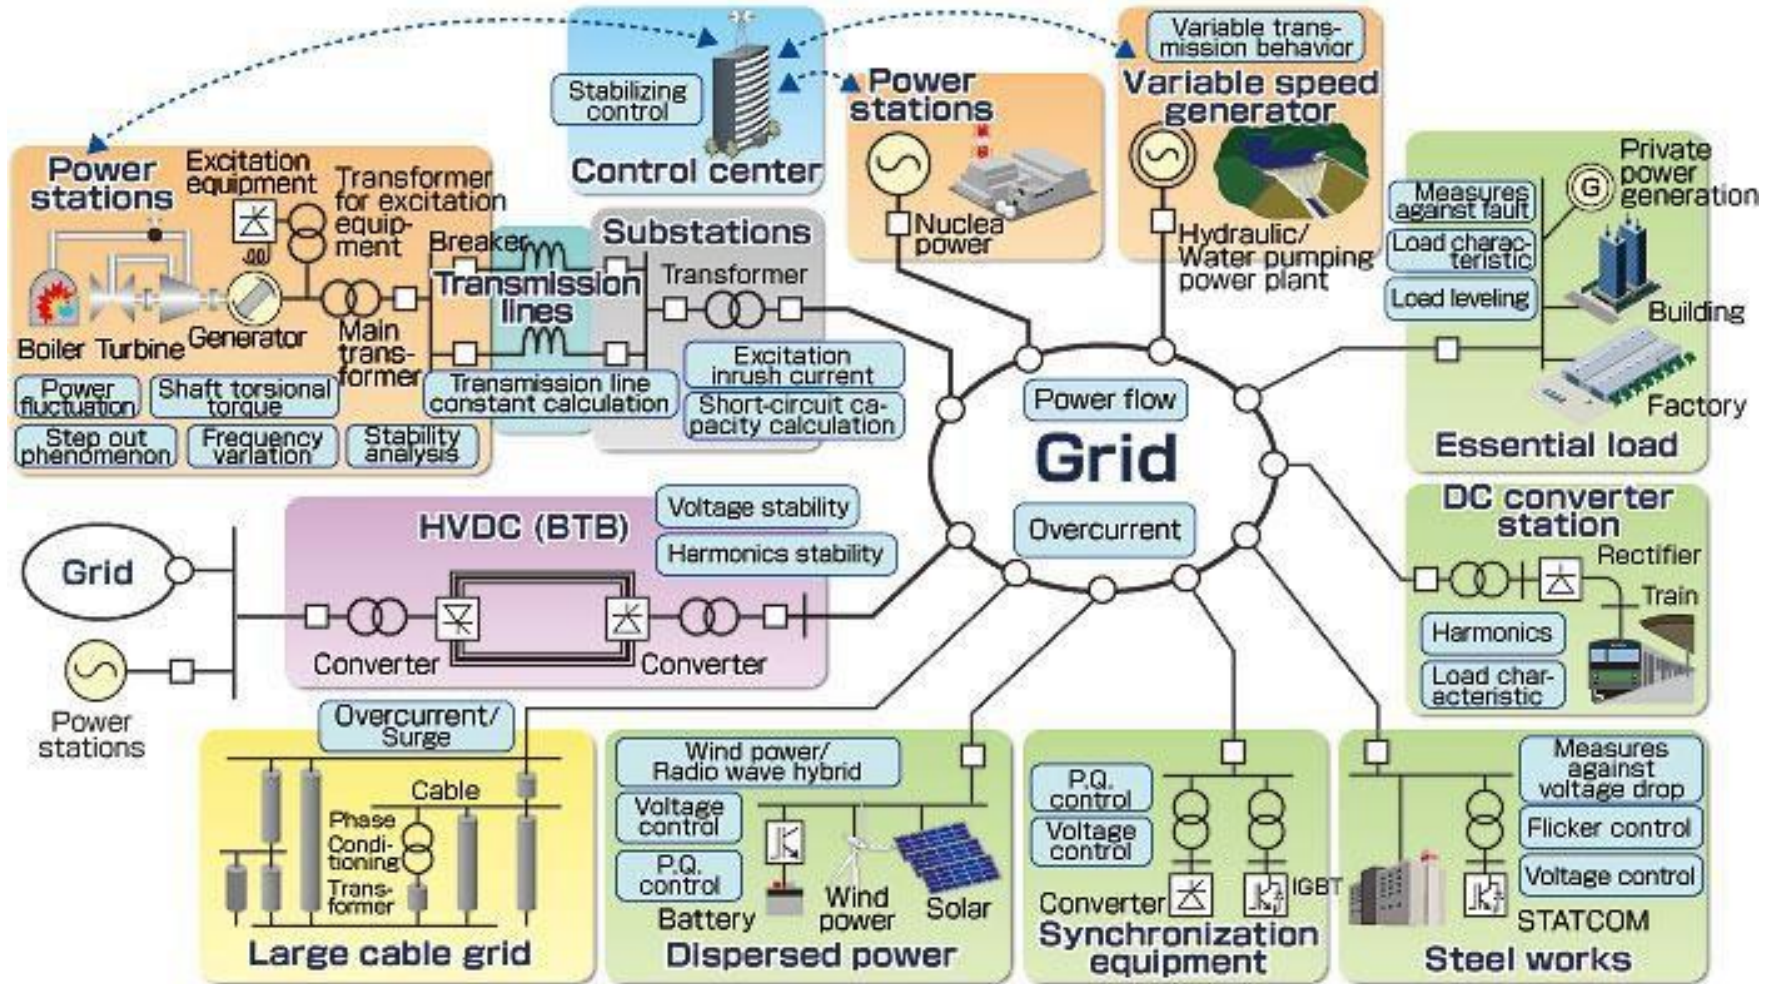 Variable trans-
mission behavior
Variable speed
generator
Hydraulic/
Water pumping
power plant
Stabilizing
control
Control center
Power
stations
Nuclea
power
Power
stations
Excitation
equipment
Transformer
for excitation
equip-
ment
Boiler
Turbine
Generator
Main
trans-
former
Breaker
Power
fluctuation
Shaft torsional
torque
Step out
phenomenon
Frequency
variation
Stability
analysis
Transmission
lines
Transmission line
constant calculation
Substations
Transformer
Excitation
inrush current
Short-circuit ca-
pacity calculation
Power flow
Grid
Overcurrent
Private
power
generation
G
Measures
against fault
Load charac-
teristic
Load leveling
Building
Factory
Essential load
DC converter
station
Rectifier
Train
Harmonics
Load char-
acteristic
HVDC (BTB)
Voltage stability
Harmonics stability
Converter
Converter
Grid
Power
stations
Overcurrent/
Surge
Cable
Phase
Condi-
tioning
Trans-
former
Large cable grid
Wind power/
Radio wave hybrid
Voltage
control
P.Q.
control
Battery
Wind
power
Solar
Dispersed power
P.Q.
control
Voltage
control
Converter
IGBT
Synchronization
equipment
Measures
against
voltage drop
Flicker control
Voltage control
STATCOM
Steel works